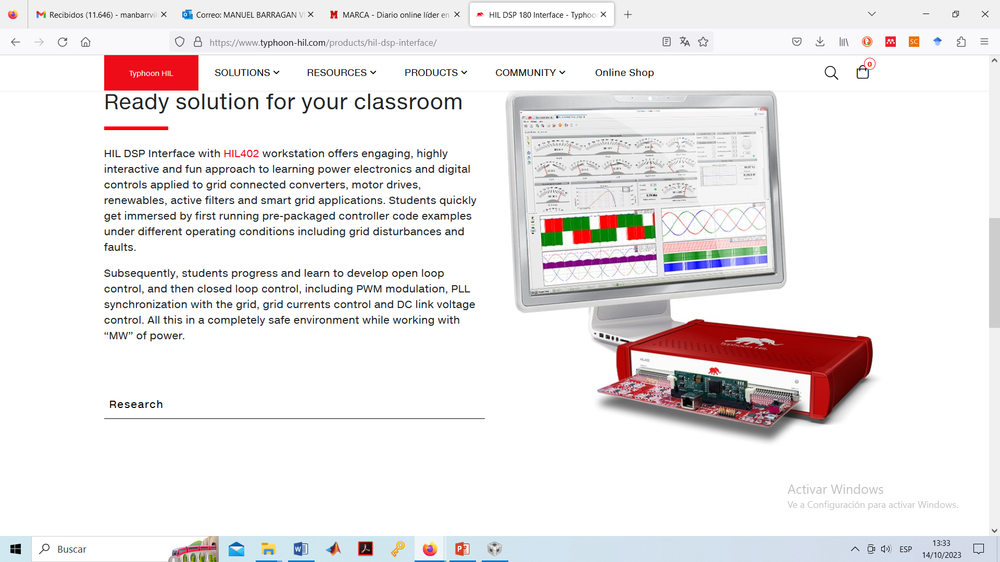 Recibidos (11.646) - manbarrvil
Correo: MANUEL BARRAGAN VI
MARCA - Diario online líder en
HIL DSP 180 Interface - Typhoo
https://www.typhoon-hil.com/products/hil-dsp-interface/
SC
Typhoon HIL
SOLUTIONS
RESOURCES
PRODUCTS
COMMUNITY
Online Shop
0
Ready solution for your classroom
HIL DSP Interface with HIL402 workstation offers engaging, highly
interactive and fun approach to learning power electronics and digital
controls applied to grid connected converters, motor drives,
renewables, active filters and smart grid applications. Students quickly
get immersed by first running pre-packaged controller code examples
under different operating conditions including grid disturbances and
faults.
Subsequently, students progress and learn to develop open loop
control, and then closed loop control, including PWM modulation, PLL
synchronization with the grid, grid currents control and DC link voltage
control. All this in a completely safe environment while working with
“MW” of power.
Typhoon HIL
HIL402
Research
Activar Windows
Ve a Configuración para activar Windows.
Buscar
ESP
13:33
14/10/2023